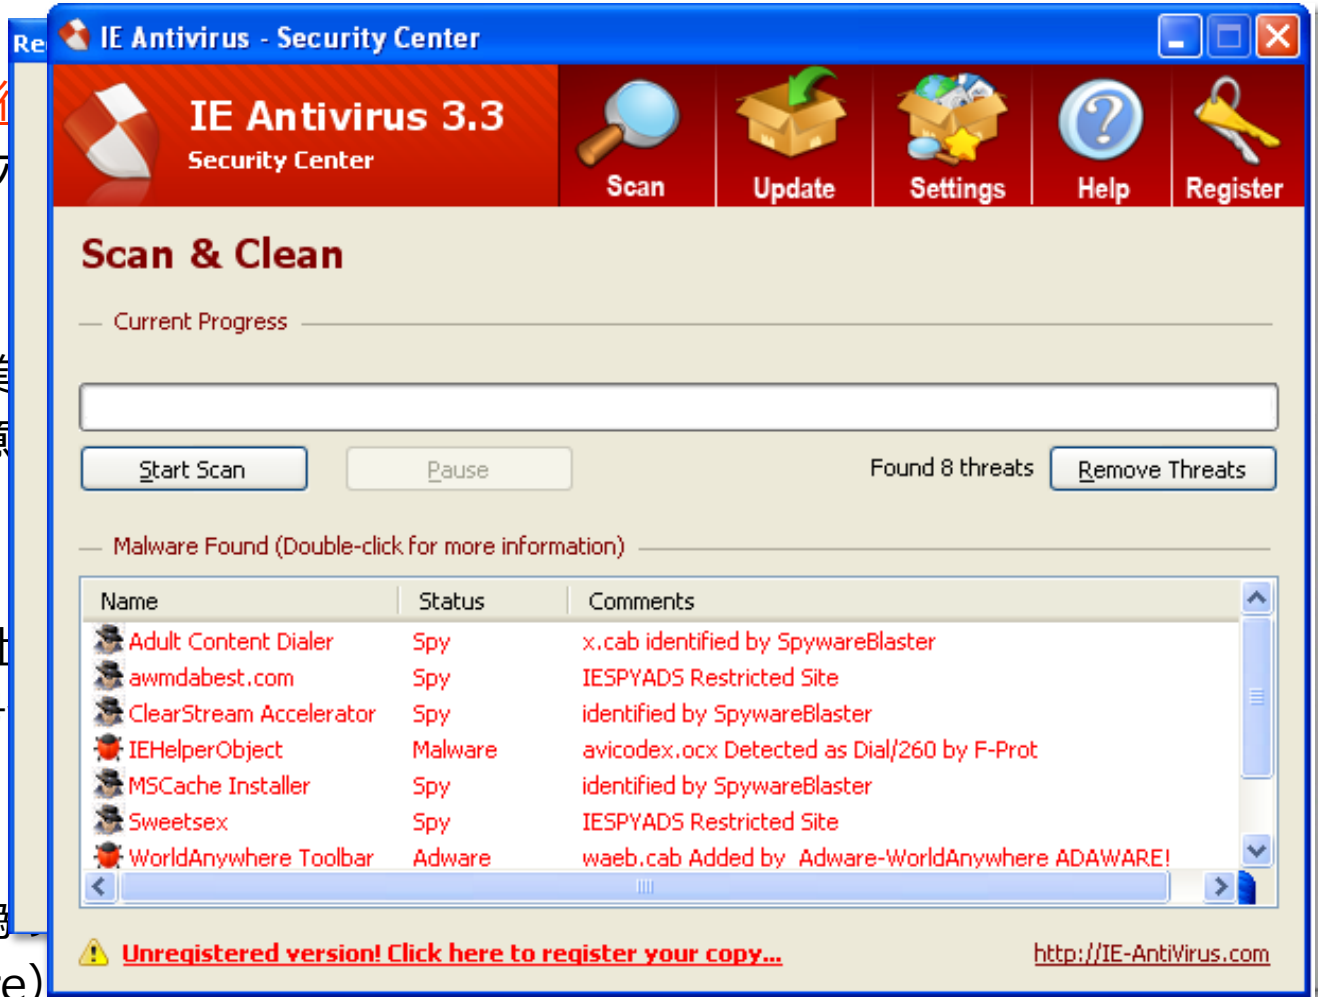 Re
IE Antivirus - Security Center
IE Antivirus 3.3
Security Center
Scan
Update
Settings
Help
Register
Scan & Clean
Current Progress
Start Scan
Pause
Found 8 threats
Remove Threats
Malware Found (Double-click for more information)
Name Status Comments
Adult Content Dialer Spy x.cab identified by SpywareBlaster
awmdabest.com Spy IESPYADS Restricted Site
ClearStream Accelerator Spy identified by SpywareBlaster
IEHelperObject Malware avicodex.ocx Detected as Dial/260 by F-Prot
MSCache Installer Spy identified by SpywareBlaster
Sweetsex Spy IESPYADS Restricted Site
WorldAnywhere Toolbar Adware waeb.cab Added by Adware-WorldAnywhere ADAWARE!
Unregistered version! Click here to register your copy...
http://IE-AntiVirus.com
e)